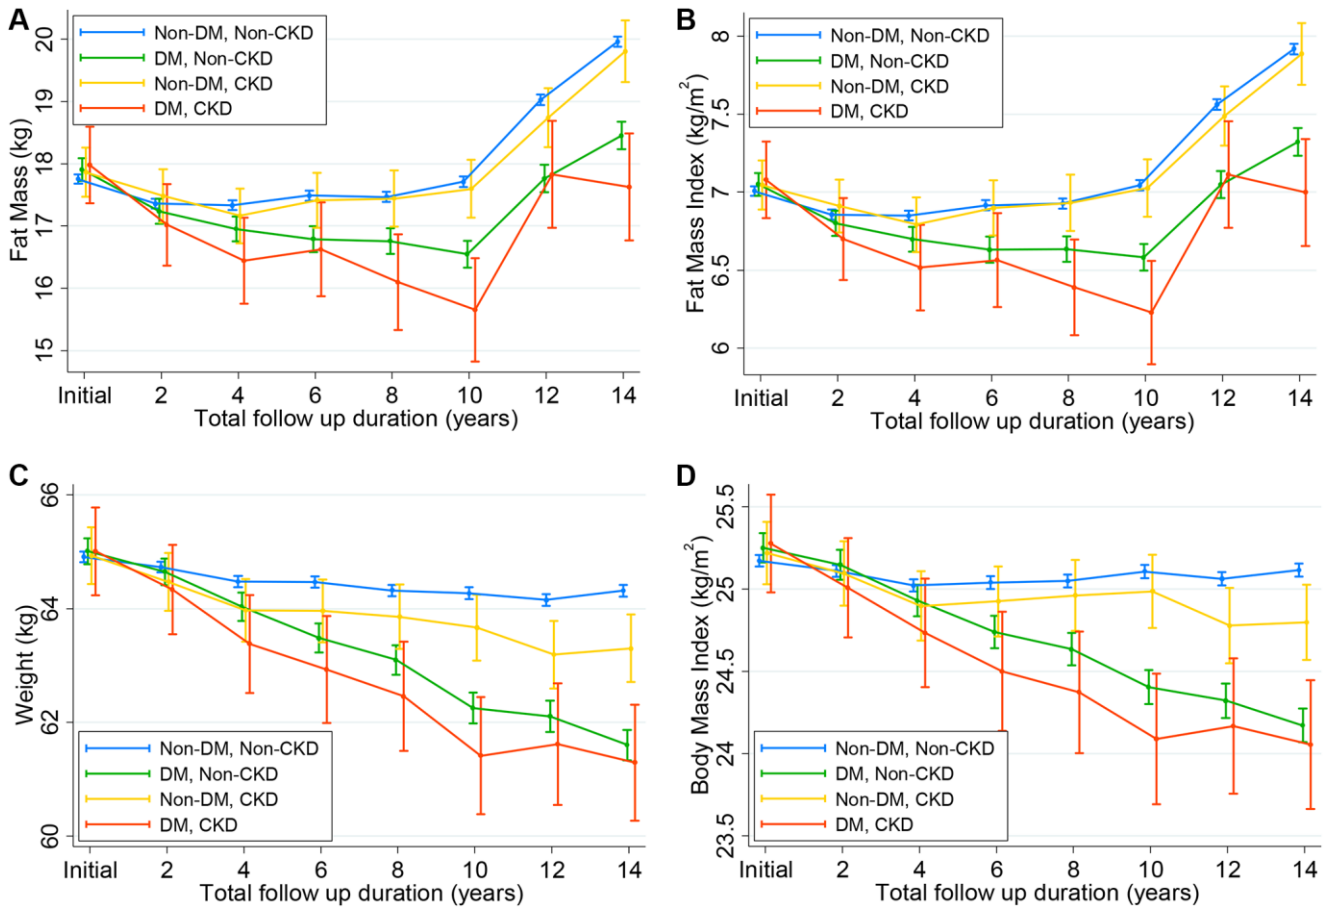 A
Fat Mass (kg)
20
19
18
17
16
15
Non-DM, Non-CKD
DM, Non-CKD
Non-DM, CKD
DM, CKD
Initial 2 4 6 8 10 12 14
Total follow up duration (years)
B
Fat Mass Index (kg/m²)
8
7.5
7
6.5
6
Non-DM, Non-CKD
DM, Non-CKD
Non-DM, CKD
DM, CKD
Initial 2 4 6 8 10 12 14
Total follow up duration (years)
C
Weight (kg)
66
64
62
60
Non-DM, Non-CKD
DM, Non-CKD
Non-DM, CKD
DM, CKD
Initial 2 4 6 8 10 12 14
Total follow up duration (years)
D
Body Mass Index (kg/m²)
25.5
25
24.5
24
23.5
Non-DM, Non-CKD
DM, Non-CKD
Non-DM, CKD
DM, CKD
Initial 2 4 6 8 10 12 14
Total follow up duration (years)